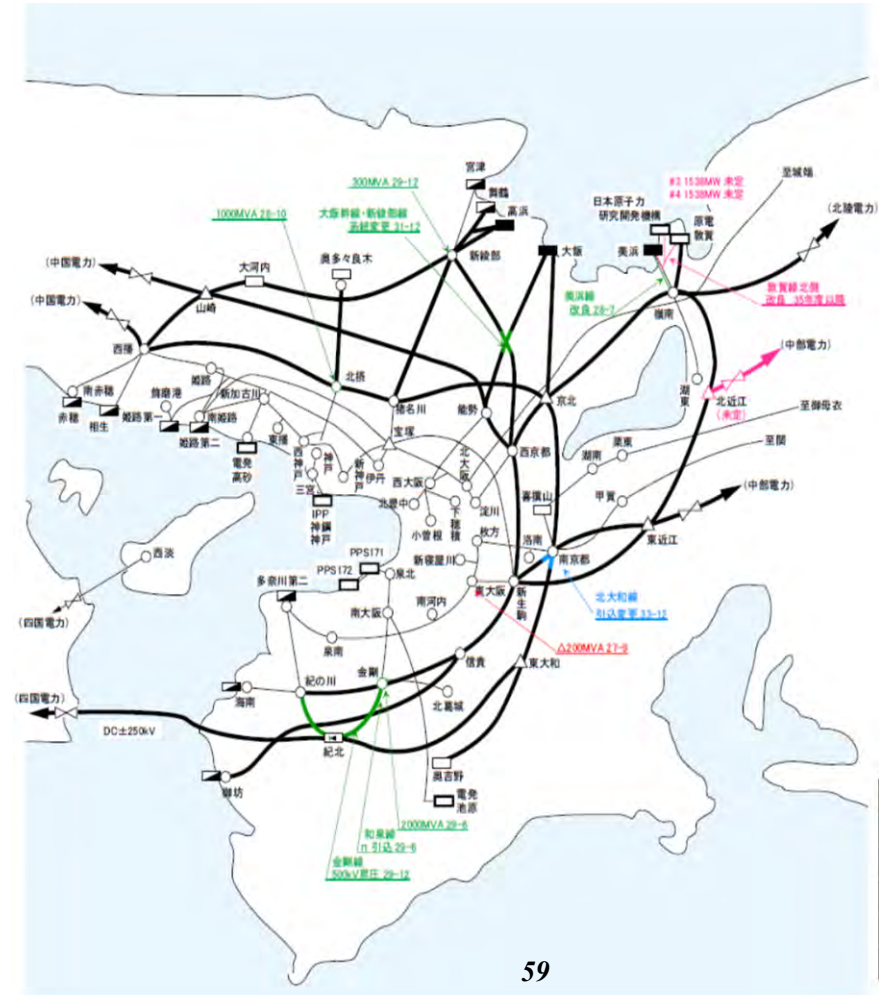 宮津
300MVA 29-12
舞鶴
高浜
#3,1538MW 未定
#4,1538MW 未定
至城端
日本原子力
研究開発機構
原電
敦賀
(北陸電力)
1000MVA 28-10
大飯幹線・新綾部線
系統変更 31-12
美浜
大飯
新綾部
奥多々良木
大河内
(中国電力)
敦賀線北側
改良 35年度以降
美浜線
改良 28-7
嶺南
(中国電力)
山崎
(中部電力)
西播
姫路
北摂
猪名川
能勢
京北
湖東
北近江
(未定)
南赤穂
飾磨港
新加古川
至御母衣
赤穂
相生
姫路第一
南姫路
姫路第二
東播
西神戸
神戸
新神戸
伊丹
宝塚
西京都
北大阪
栗東
湖南
至関
電発
高砂
三宮
西大阪
喜撰山
甲賀
(中部電力)
IPP
神鋼
神戸
北豊中
小曽根
下穂積
淀川
枚方
洛南
南京都
東近江
西淡
PPS171
PPS172
泉北
新寝屋川
東大阪
新生駒
多奈川第二
南大阪
南河内
北大和線
引込変更 33-12
(四国電力)
泉南
△200MVA 27-9
信貴
東大和
金剛
紀の川
海南
北葛城
(四国電力)
DC±250kV
紀北
奥吉野
御坊
電発
池原
2000MVA 29-6
和泉線
π 引込 29-6
金剛線
500kV昇圧 29-12
59